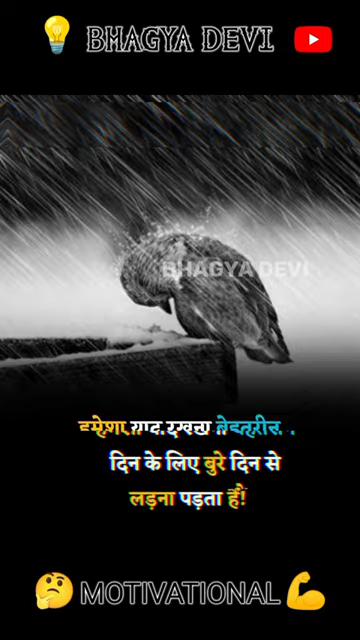 BHAGYA DEVI
BHAGYA DEVI
हमेशा याद रखना बेहतरीन..
दिन के लिए बुरे दिन से
लड़ना पड़ता हैं!
MOTIVATIONAL